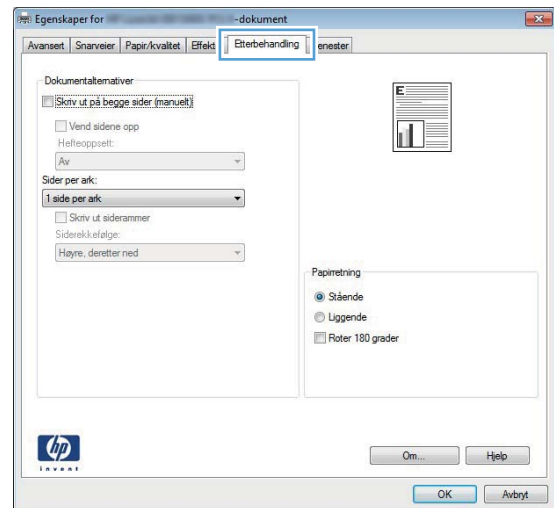 Egenskaper for -dokument
Avansert Snarveier Papir/kvalitet Effekt Etterbehandling enester
Dokumentalternativer
Skriv ut på begge sider (manuelt)
Vend sidene opp
Hefteoppsett:
Av
Sider per ark:
1 side per ark
Skriv ut siderammer
Siderekkefølge:
Høyre, deretter ned
E
Papirretning
Stående
Liggende
Roter 180 grader
hp
invent
Om... Hjelp
OK Avbryt